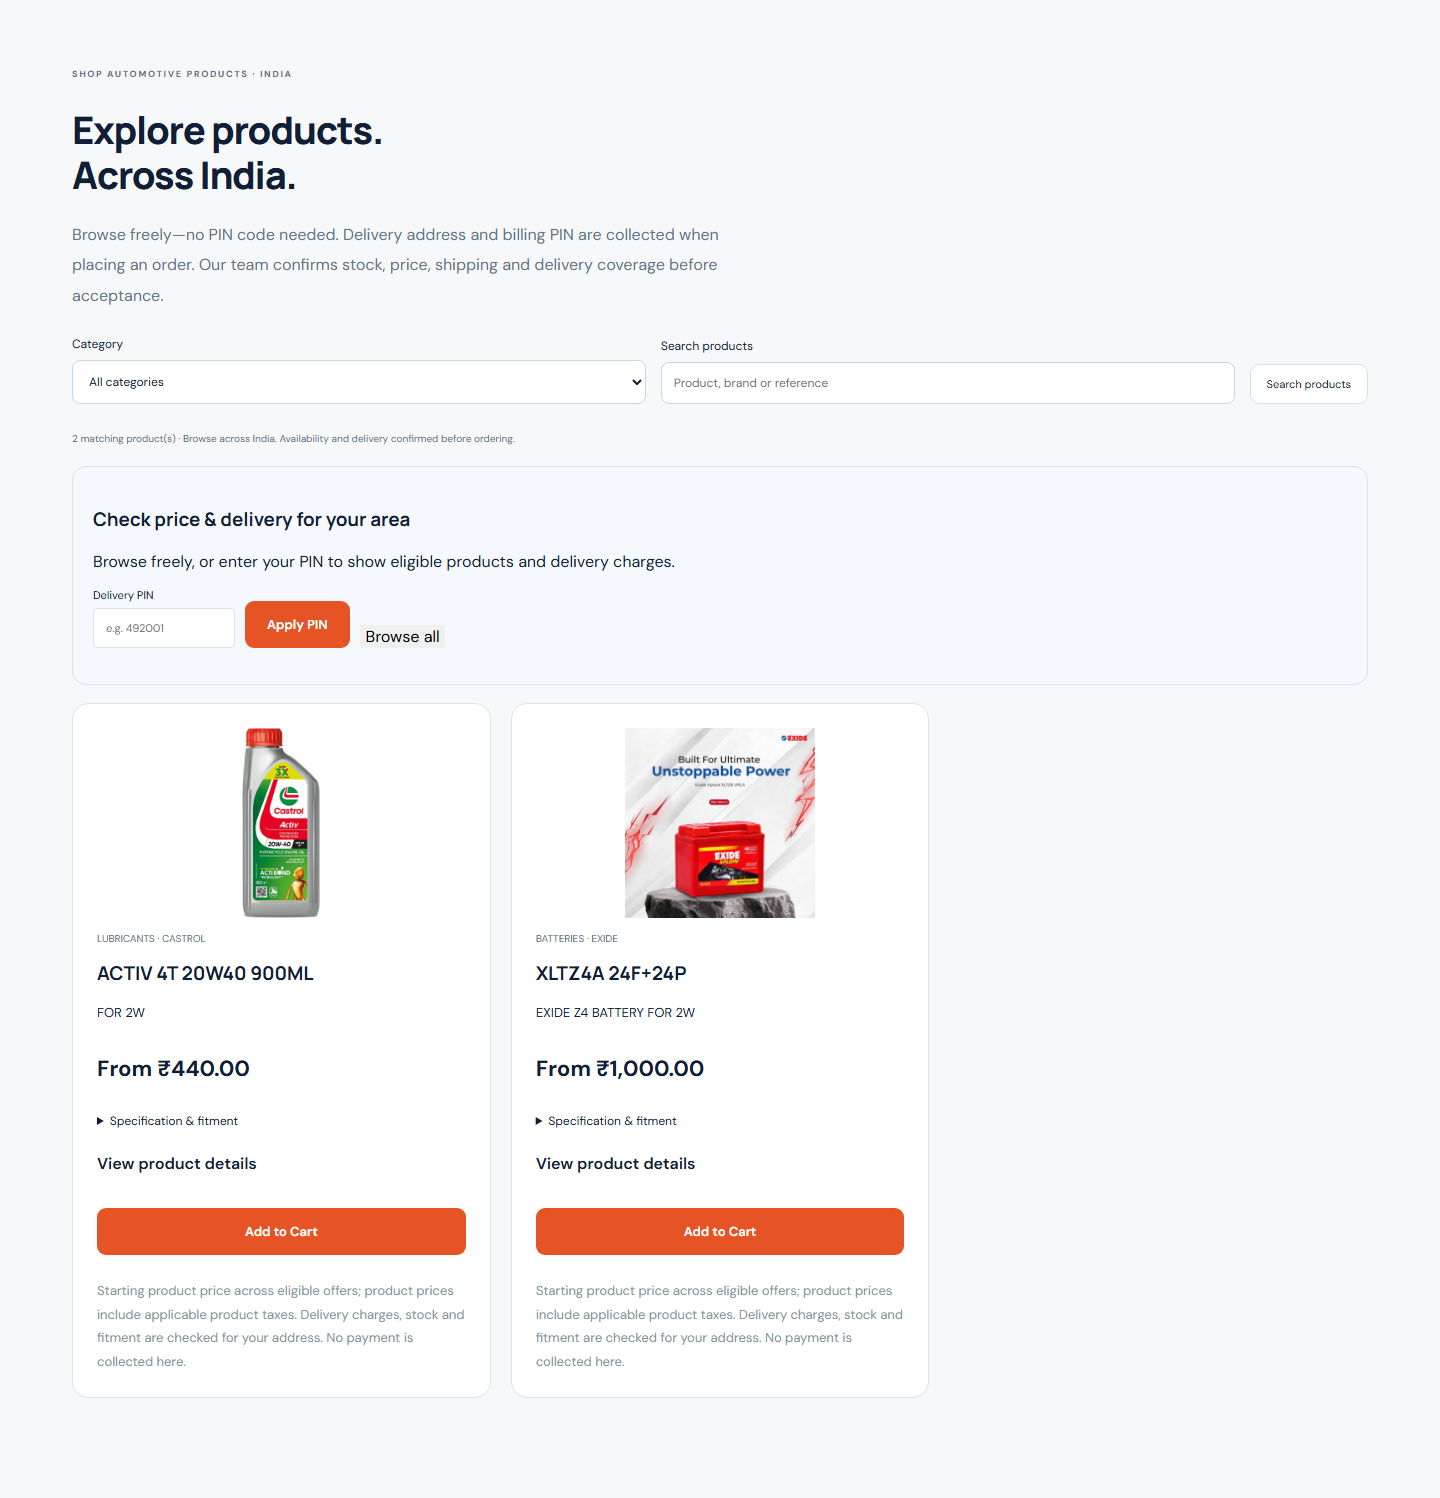 SHOP AUTOMOTIVE PRODUCTS · INDIA
Explore products.
Across India.
Browse freely—no PIN code needed. Delivery address and billing PIN are collected when
placing an order. Our team confirms stock, price, shipping and delivery coverage before
acceptance.
Category
All categories
Search products
Product, brand or reference
Search products
2 matching product(s) · Browse across India. Availability and delivery confirmed before ordering.
Check price & delivery for your area
Browse freely, or enter your PIN to show eligible products and delivery charges.
Delivery PIN
e.g. 492001
Apply PIN
Browse all
3X
Castrol
Activ
20W-40
ACTIBOND
LUBRICANTS · CASTROL
ACTIV 4T 20W40 900ML
FOR 2W
From ₹440.00
Specification & fitment
View product details
Add to Cart
Starting product price across eligible offers; product prices
include applicable product taxes. Delivery charges, stock and
fitment are checked for your address. No payment is
collected here.
EXIDE
Built For Ultimate
Unstoppable Power
EXIDE
XPLORE
BATTERIES · EXIDE
XLTZ4A 24F+24P
EXIDE Z4 BATTERY FOR 2W
From ₹1,000.00
Specification & fitment
View product details
Add to Cart
Starting product price across eligible offers; product prices
include applicable product taxes. Delivery charges, stock and
fitment are checked for your address. No payment is
collected here.